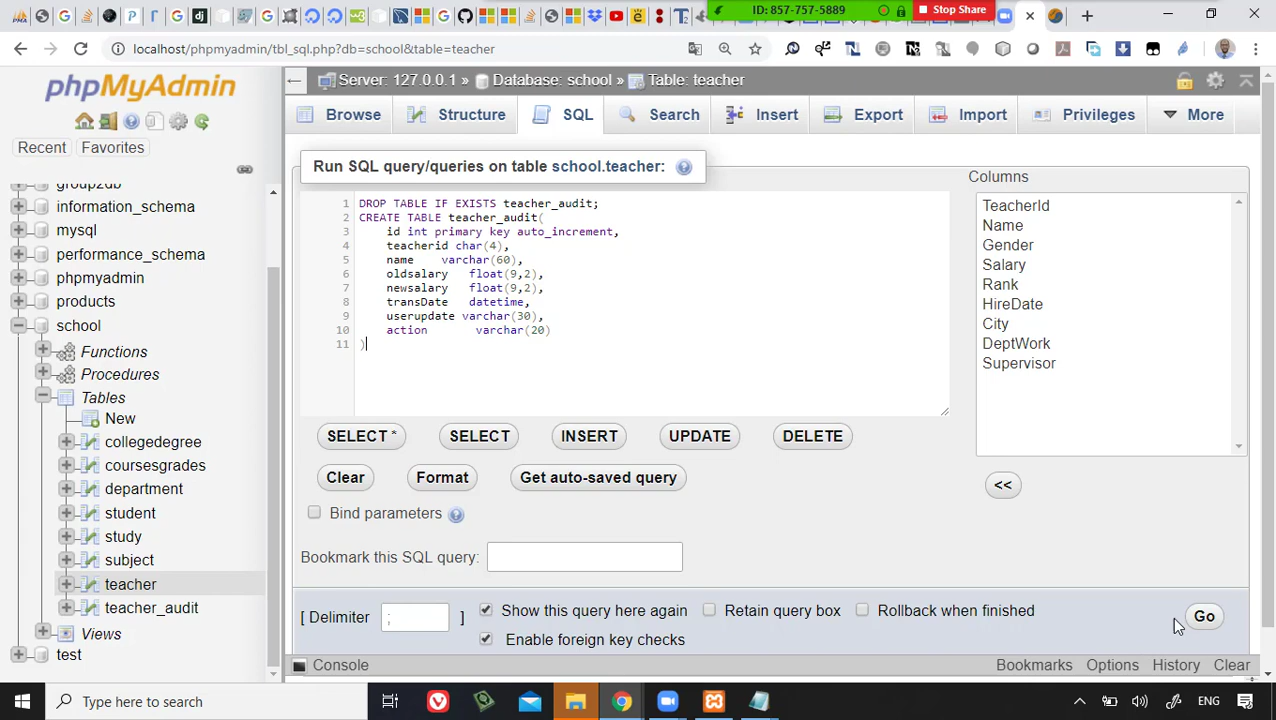 ID: 857-757-5889
Stop Share
localhost/phpmyadmin/tbl_sql.php?db=school&table=teacher
phpMyAdmin
Server: 127.0.0.1 » Database: school » Table: teacher
Browse Structure SQL Search Insert Export Import Privileges More
Recent Favorites
group2db
information_schema
mysql
performance_schema
phpmyadmin
products
school
Functions
Procedures
Tables
New
collegedegree
coursesgrades
department
student
study
subject
teacher
teacher_audit
Views
test
Run SQL query/queries on table school.teacher:
1 DROP TABLE IF EXISTS teacher_audit;
2 CREATE TABLE teacher_audit(
3 id int primary key auto_increment,
4 teacherid char(4),
5 name varchar(60),
6 oldsalary float(9,2),
7 newsalary float(9,2),
8 transDate datetime,
9 userupdate varchar(30),
10 action varchar(20)
11 )
Columns
TeacherId
Name
Gender
Salary
Rank
HireDate
City
DeptWork
Supervisor
<<
SELECT * SELECT INSERT UPDATE DELETE
Clear Format Get auto-saved query
Bind parameters
Bookmark this SQL query:
[ Delimiter ; ] Show this query here again Retain query box Rollback when finished Go
Enable foreign key checks
Console Bookmarks Options History Clear
Type here to search
ENG